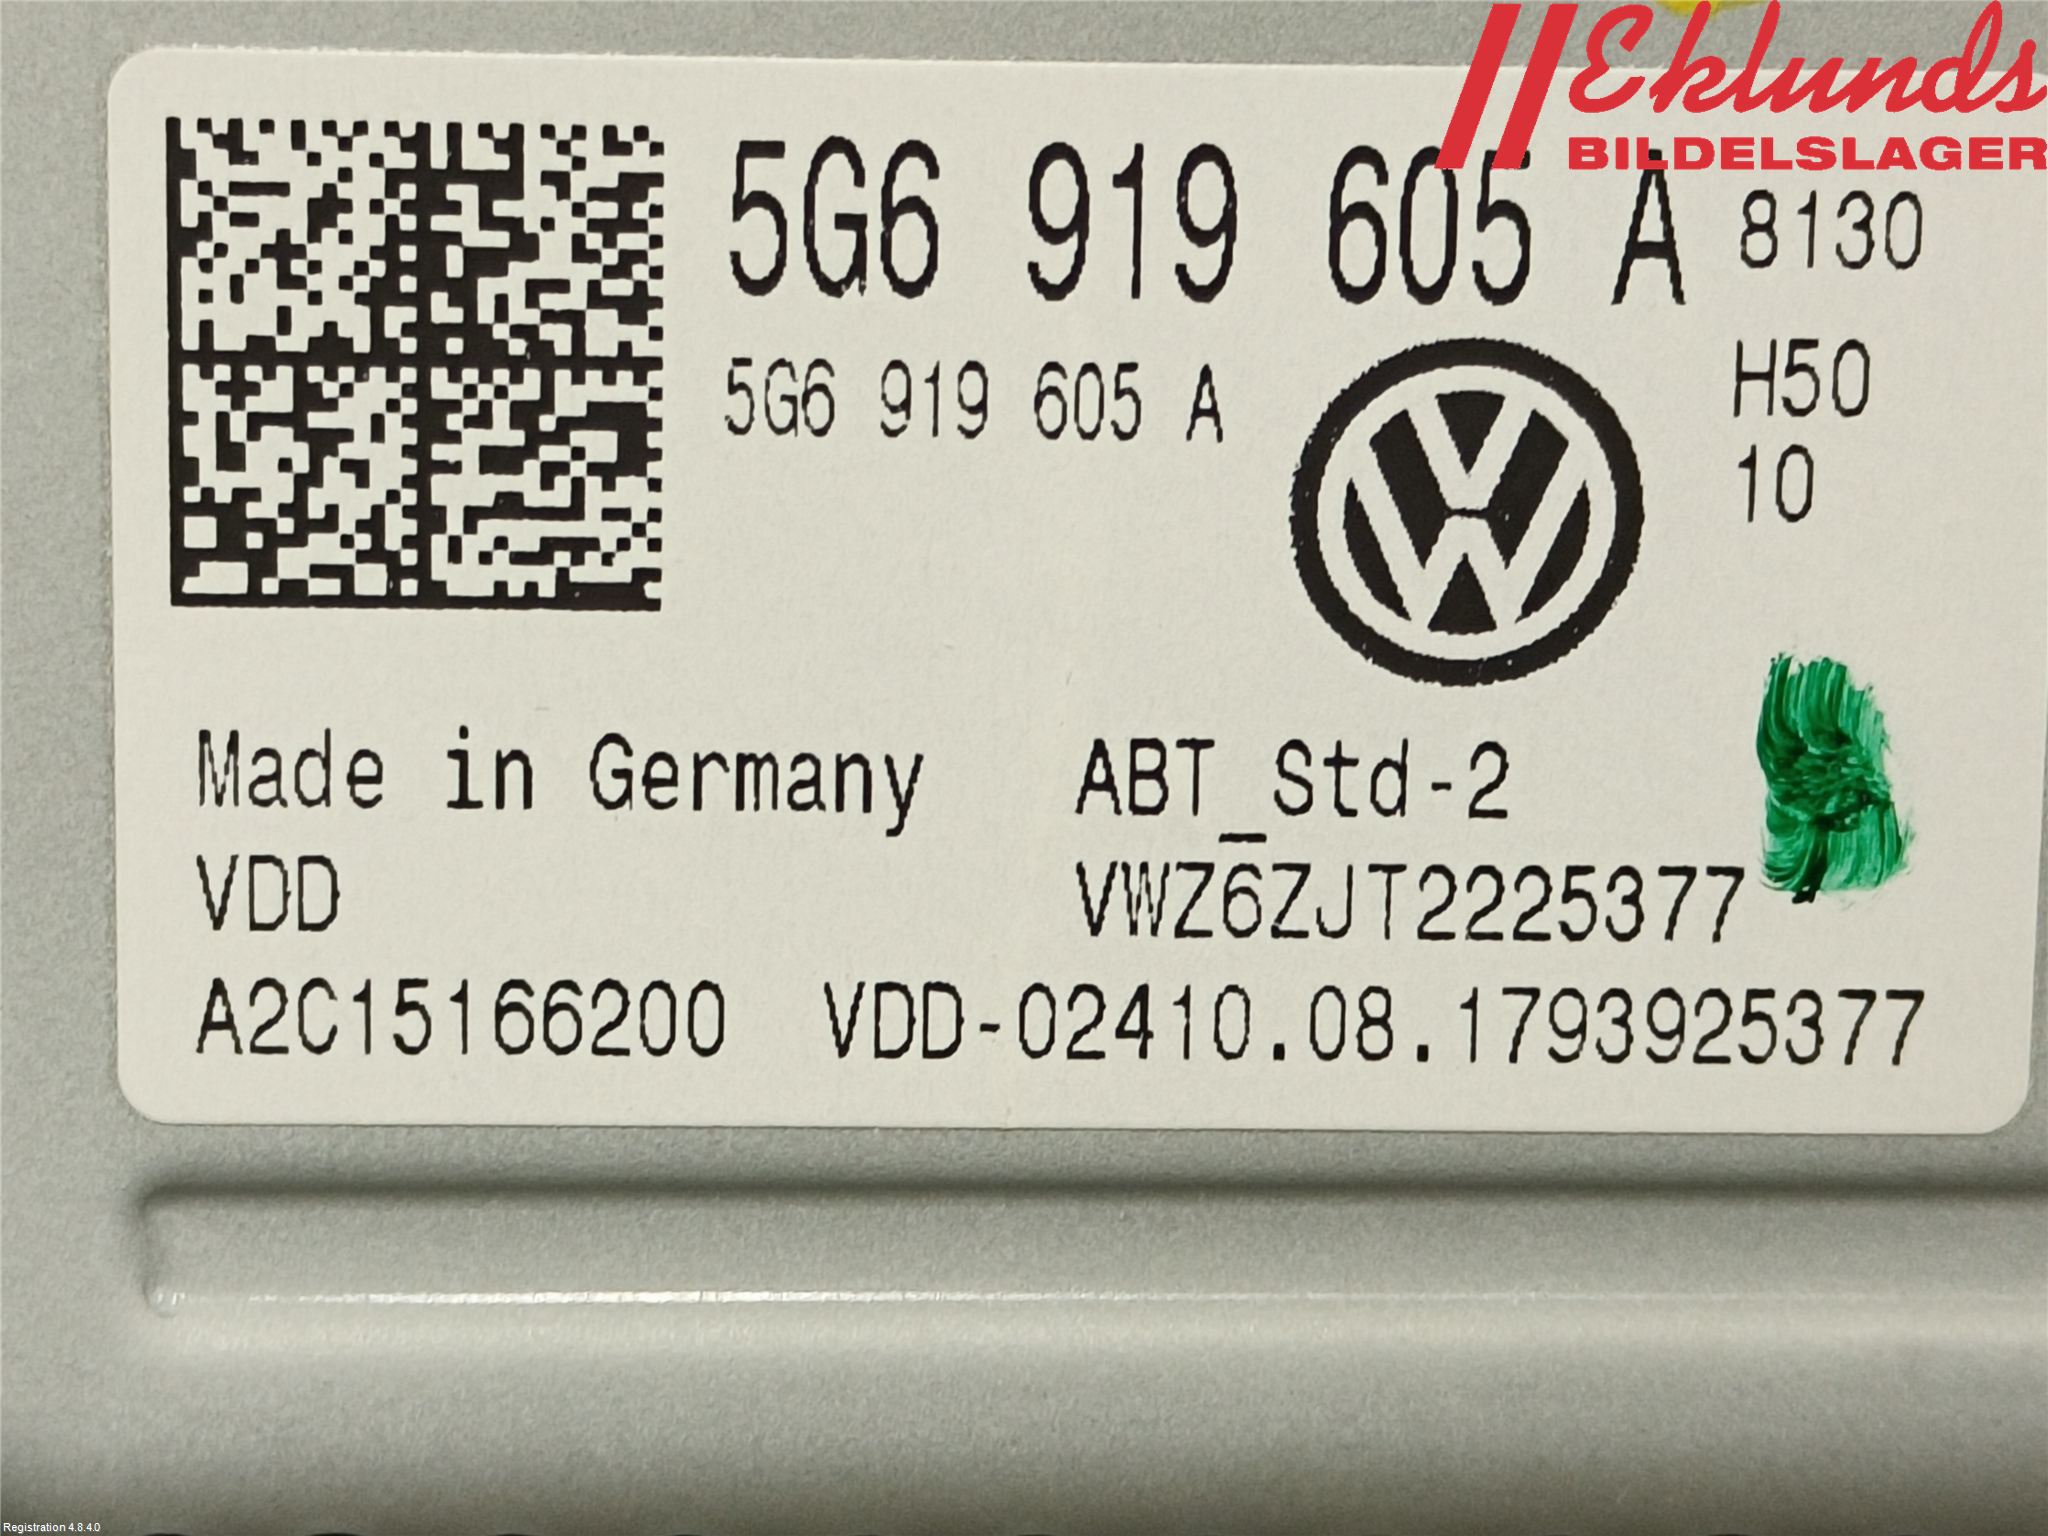 Eklunds
BILDELSLAGER
5G6 919 605 A 8130
5G6 919 605 A
H50
10
Made in Germany ABT_Std-2
VDD VWZ6ZJT2225377
A2C15166200 VDD-02410.08.1793925377
Registration 4.8.4.0